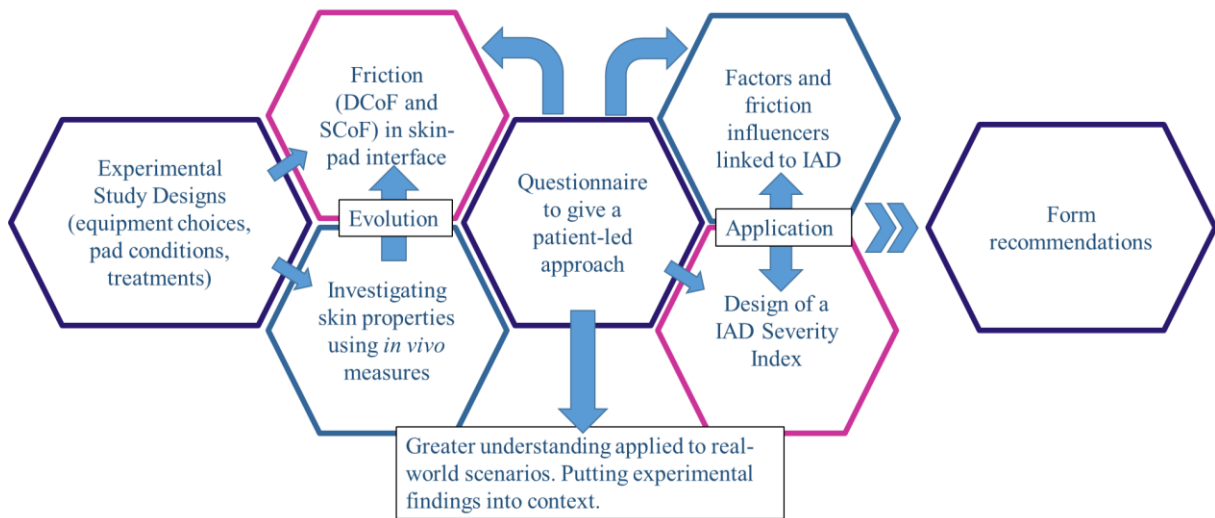 Experimental
Study Designs
(equipment choices,
pad conditions,
treatments)
Friction
(DCoF and
SCoF) in skin-
pad interface
Evolution
Investigating
skin properties
using in vivo
measures
Questionnaire
to give a
patient-led
approach
Greater understanding applied to real-
world scenarios. Putting experimental
findings into context.
Factors and
friction
influencers
linked to IAD
Application
Design of a
IAD Severity
Index
Form
recommendations